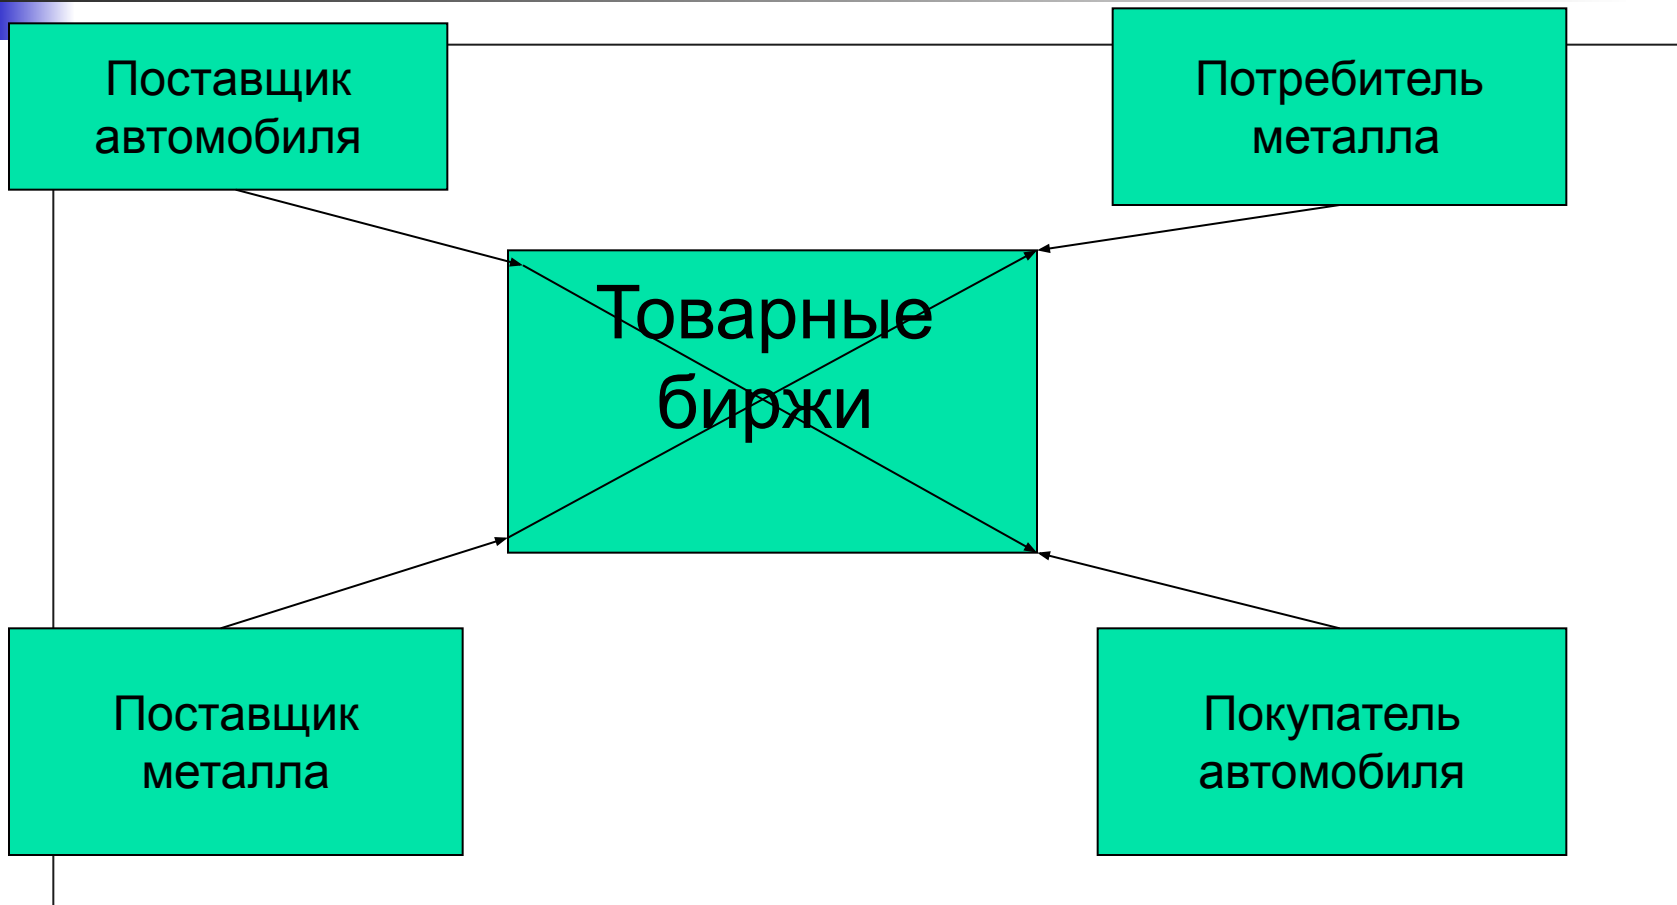 Поставщик
автомобиля
Потребитель
металла
Товарные
биржи
Поставщик
металла
Покупатель
автомобиля